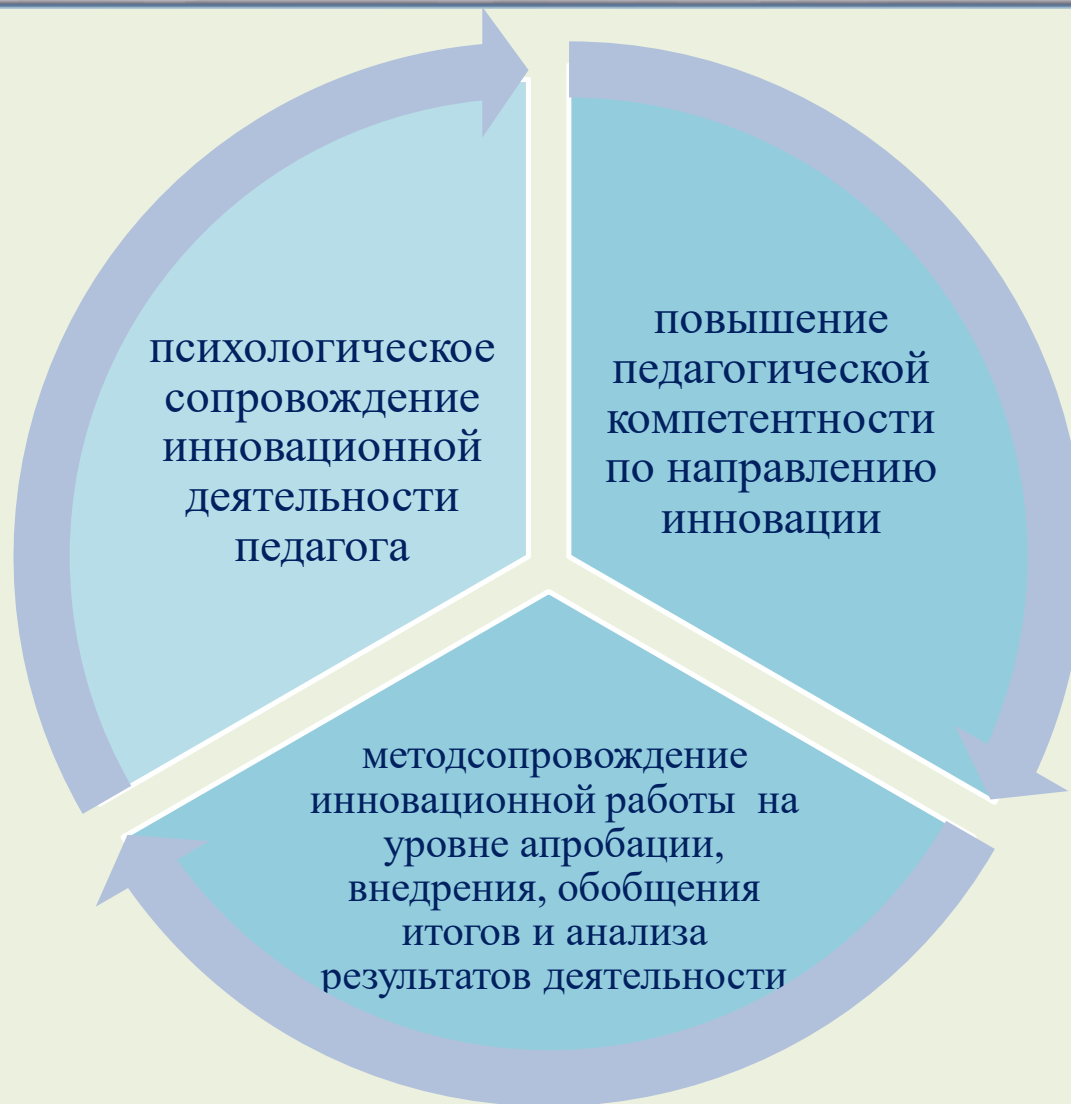 психологическое
сопровождение
инновационной
деятельности
педагога
повышение
педагогической
компетентности
по направлению
инновации
методсопровождение
инновационной работы на
уровне апробации,
внедрения, обобщения
итогов и анализа
результатов деятельности